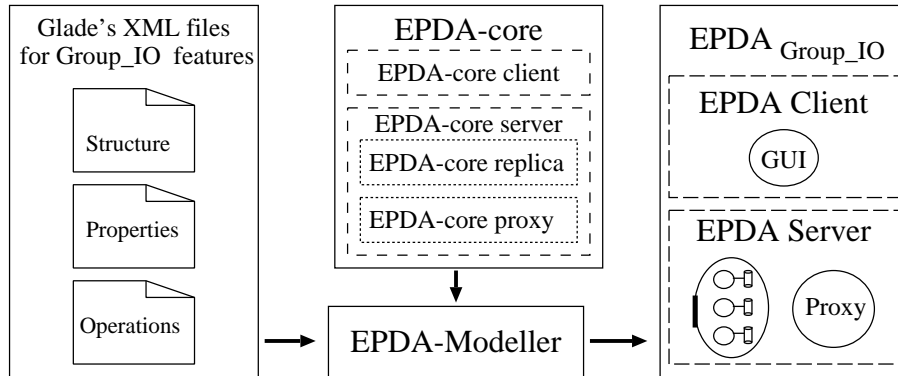 Glade's XML files
for Group_IO features
Structure
Properties
Operations
EPDA-core
EPDA-core client
EPDA-core server
EPDA-core replica
EPDA-core proxy
EPDA-Modeller
EPDA Group_IO
EPDA Client
GUI
EPDA Server
Proxy